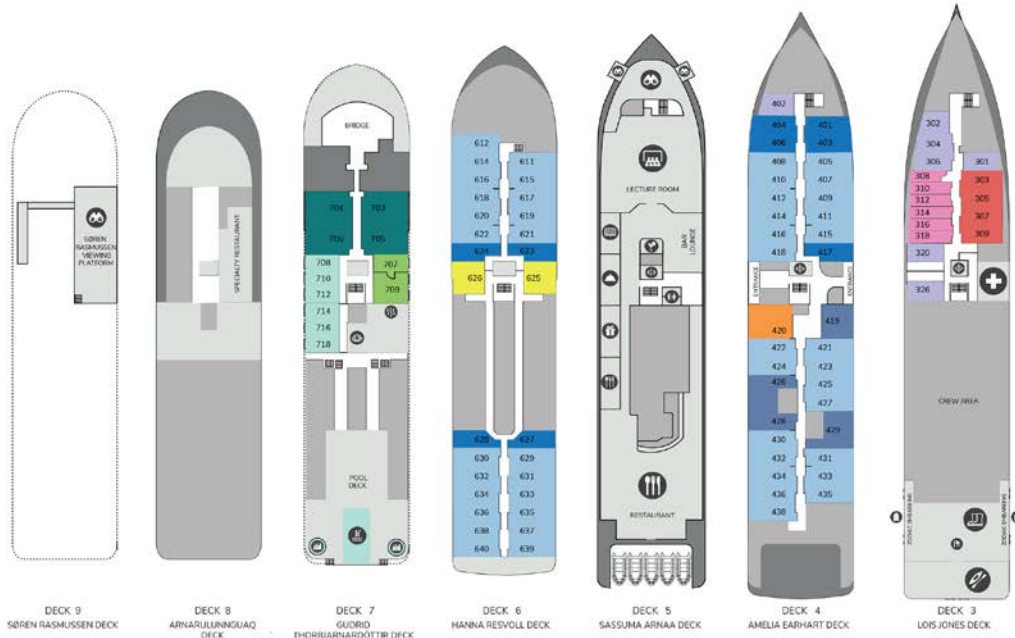 SØREN
RASMUSSEN
VIEWING
PLATFORM
DECK 9
SØREN RASMUSSEN DECK
SPECIALTY RESTAURANT
DECK 8
ARNARULUNNGUAQ
DECK
BRIDGE
704 703
706 705
708 707
710 709
712
714
716
718
POOL
DECK
DECK 7
GUDRID
THORBJARNARDÓTTIR DECK
612
614 611
616 615
618 617
620 619
622 621
624 623
626 625
628 627
630 629
632 631
634 633
636 635
638 637
640 639
DECK 6
HANNA RESVOLL DECK
LECTURE ROOM
BAR
LOUNGE
RESTAURANT
DECK 5
SASSUMA ARNAA DECK
402
404 401
406 403
408 405
410 407
412 409
414 411
416 415
418 417
ENTRANCE ENTRANCE
420 419
422 421
424 423
426 425
427
428 429
430
432 431
434 433
436 435
438
DECK 4
AMELIA EARHART DECK
302
304
306 301
308 303
310
312 305
314
316 307
318 309
320
326
CREW AREA
ZODIAC EMBARKING ZODIAC EMBARKING
DECK 3
LOIS JONES DECK